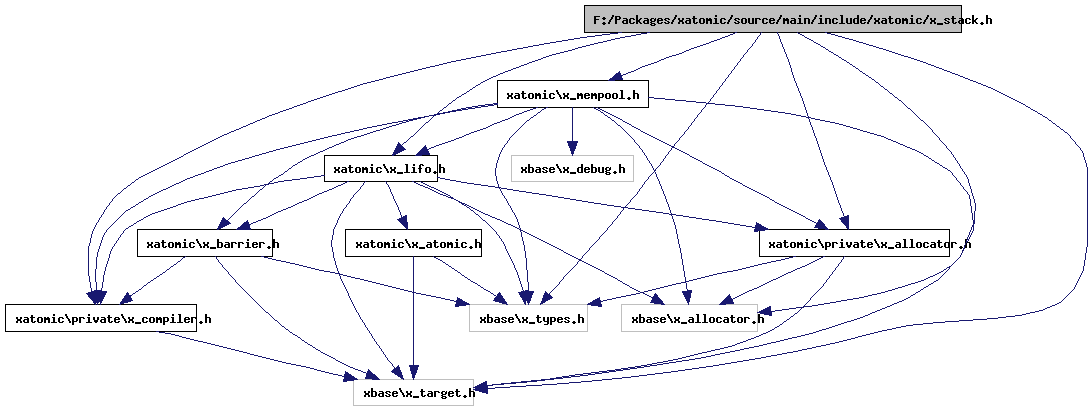 F:/Packages/xatomic/source/main/include/xatomic/x_stack.h
xatomic\x_mempool.h
xatomic\x_lifo.h
xbase\x_debug.h
xatomic\x_barrier.h
xatomic\x_atomic.h
xatomic\private\x_allocator.h
xatomic\private\x_compiler.h
xbase\x_types.h
xbase\x_allocator.h
xbase\x_target.h